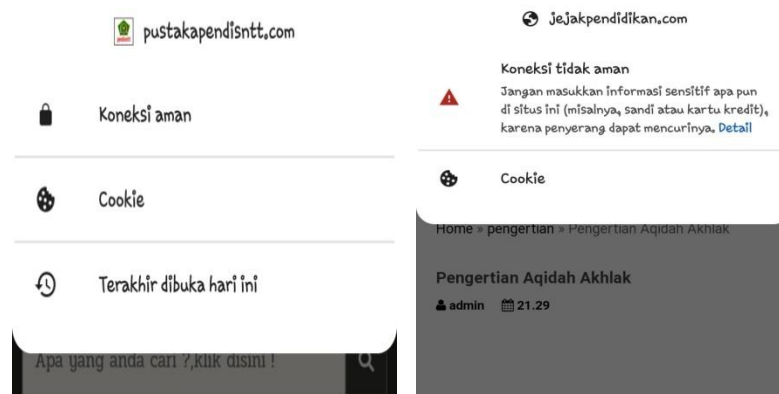 pustakapendisntt.com
Koneksi aman
Cookie
Terakhir dibuka hari ini
Apa yang anda cari ?,klik disini !
jejakpendidikan.com
Koneksi tidak aman
Jangan masukkan informasi sensitif apa pun
di situs ini (misalnya, sandi atau kartu kredit),
karena penyerang dapat mencurinya. Detail
Cookie
Home » pengertian » Pengertian Aqidah Akhlak
Pengertian Aqidah Akhlak
admin 21.29